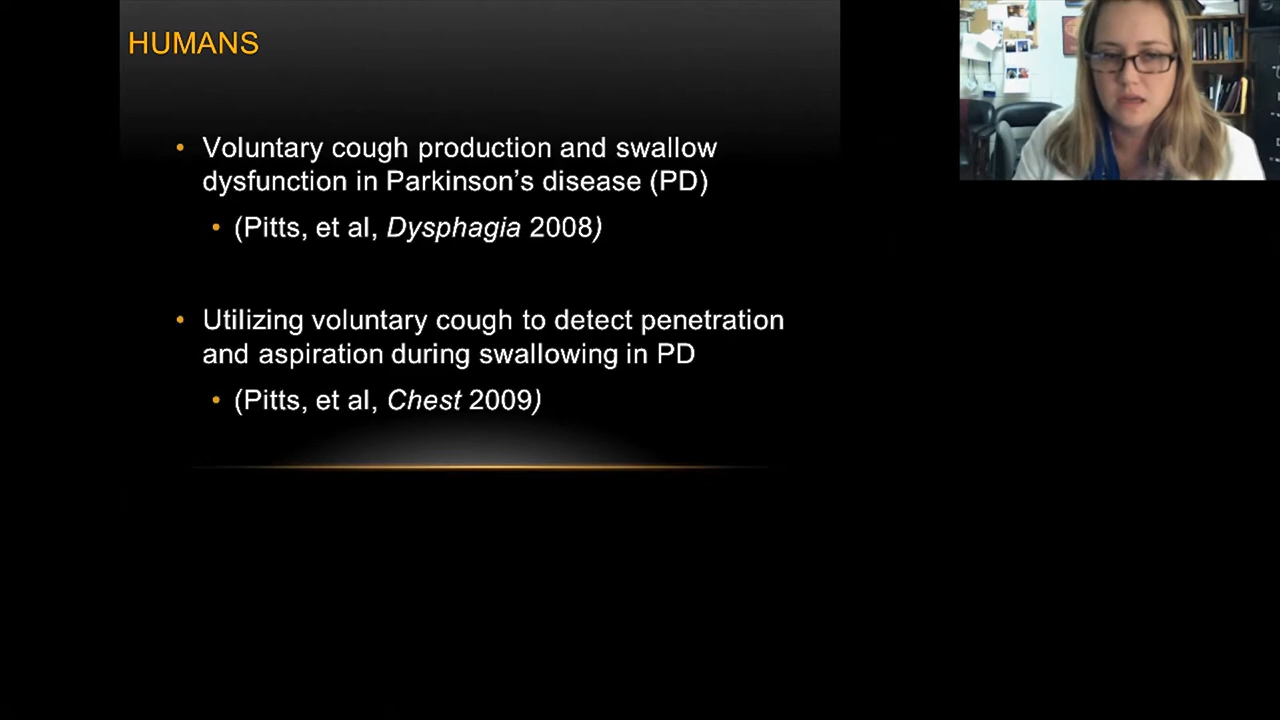 HUMANS
• Voluntary cough production and swallow
dysfunction in Parkinson’s disease (PD)
• (Pitts, et al, Dysphagia 2008)
• Utilizing voluntary cough to detect penetration
and aspiration during swallowing in PD
• (Pitts, et al, Chest 2009)